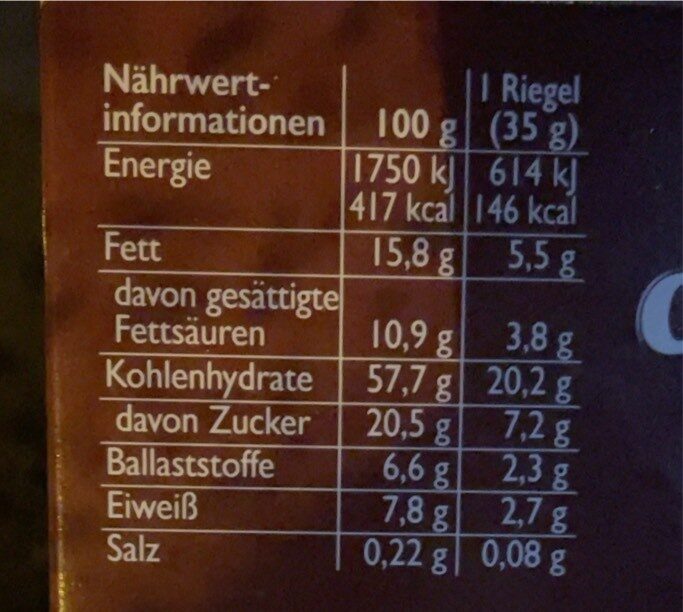 Nährwert-
informationen 100 g 1 Riegel (35 g)
Energie 1750 kJ 614 kJ
417 kcal 146 kcal
Fett 15,8 g 5,5 g
davon gesättigte
Fettsäuren 10,9 g 3,8 g
Kohlenhydrate 57,7 g 20,2 g
davon Zucker 20,5 g 7,2 g
Ballaststoffe 6,6 g 2,3 g
Eiweiß 7,8 g 2,7 g
Salz 0,22 g 0,08 g